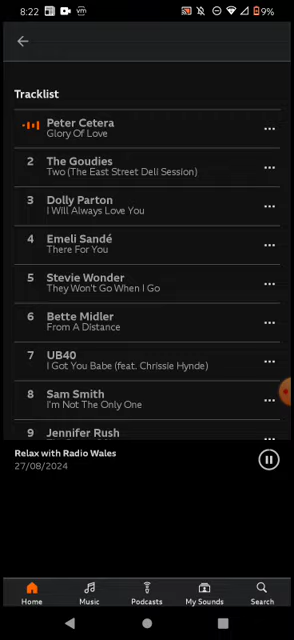 8:22
vm
9%
Tracklist
Peter Cetera
Glory Of Love
2 The Goudies
Two (The East Street Deli Session)
3 Dolly Parton
I Will Always Love You
4 Emeli Sandé
There For You
5 Stevie Wonder
They Won't Go When I Go
6 Bette Midler
From A Distance
7 UB40
I Got You Babe (feat. Chrissie Hynde)
8 Sam Smith
I'm Not The Only One
9 Jennifer Rush
Relax with Radio Wales
27/08/2024
Home Music Podcasts My Sounds Search